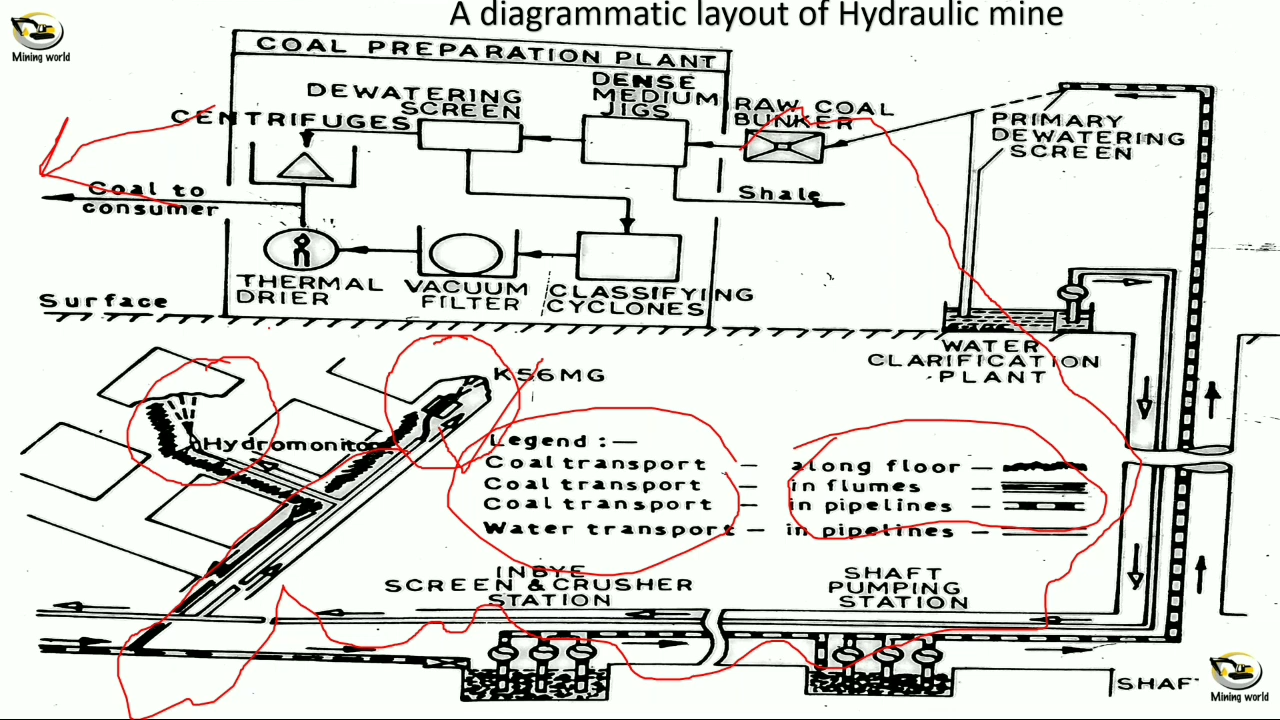 A diagrammatic layout of Hydraulic mine
Mining world
COAL PREPARATION PLANT
DEWATERING
SCREEN
DENSE
MEDIUM
JIGS
CENTRIFUGES
RAW COAL
BUNKER
PRIMARY
DEWATERING
SCREEN
Coal to
consumer
Shale
THERMAL
DRIER
VACUUM
FILTER
CLASSIFYING
CYCLONES
Surface
WATER
CLARIFICATION
PLANT
K56MG
Hydromonitor
Legend :—
Coal transport — along floor —
Coal transport — in flumes —
Coal transport — in pipelines —
Water transport — in pipelines —
INBYE
SCREEN & CRUSHER
STATION
SHAFT
PUMPING
STATION
SHAF
Mining world